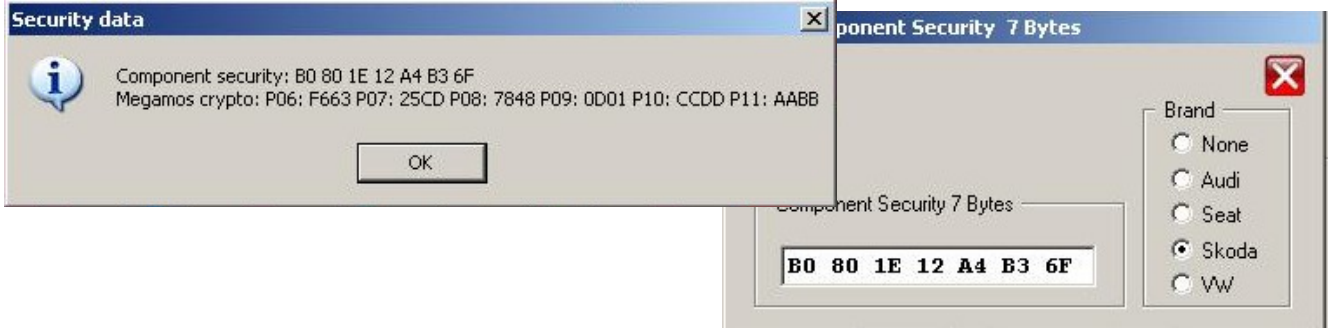 Security data
Component security: B0 80 1E 12 A4 B3 6F
Megamos crypto: P06: F663 P07: 25CD P08: 7848 P09: 0D01 P10: CCDD P11: AABB
OK
ponent Security 7 Bytes
Brand
None
Audi
Seat
Skoda
VW
Component Security 7 Bytes
B0 80 1E 12 A4 B3 6F